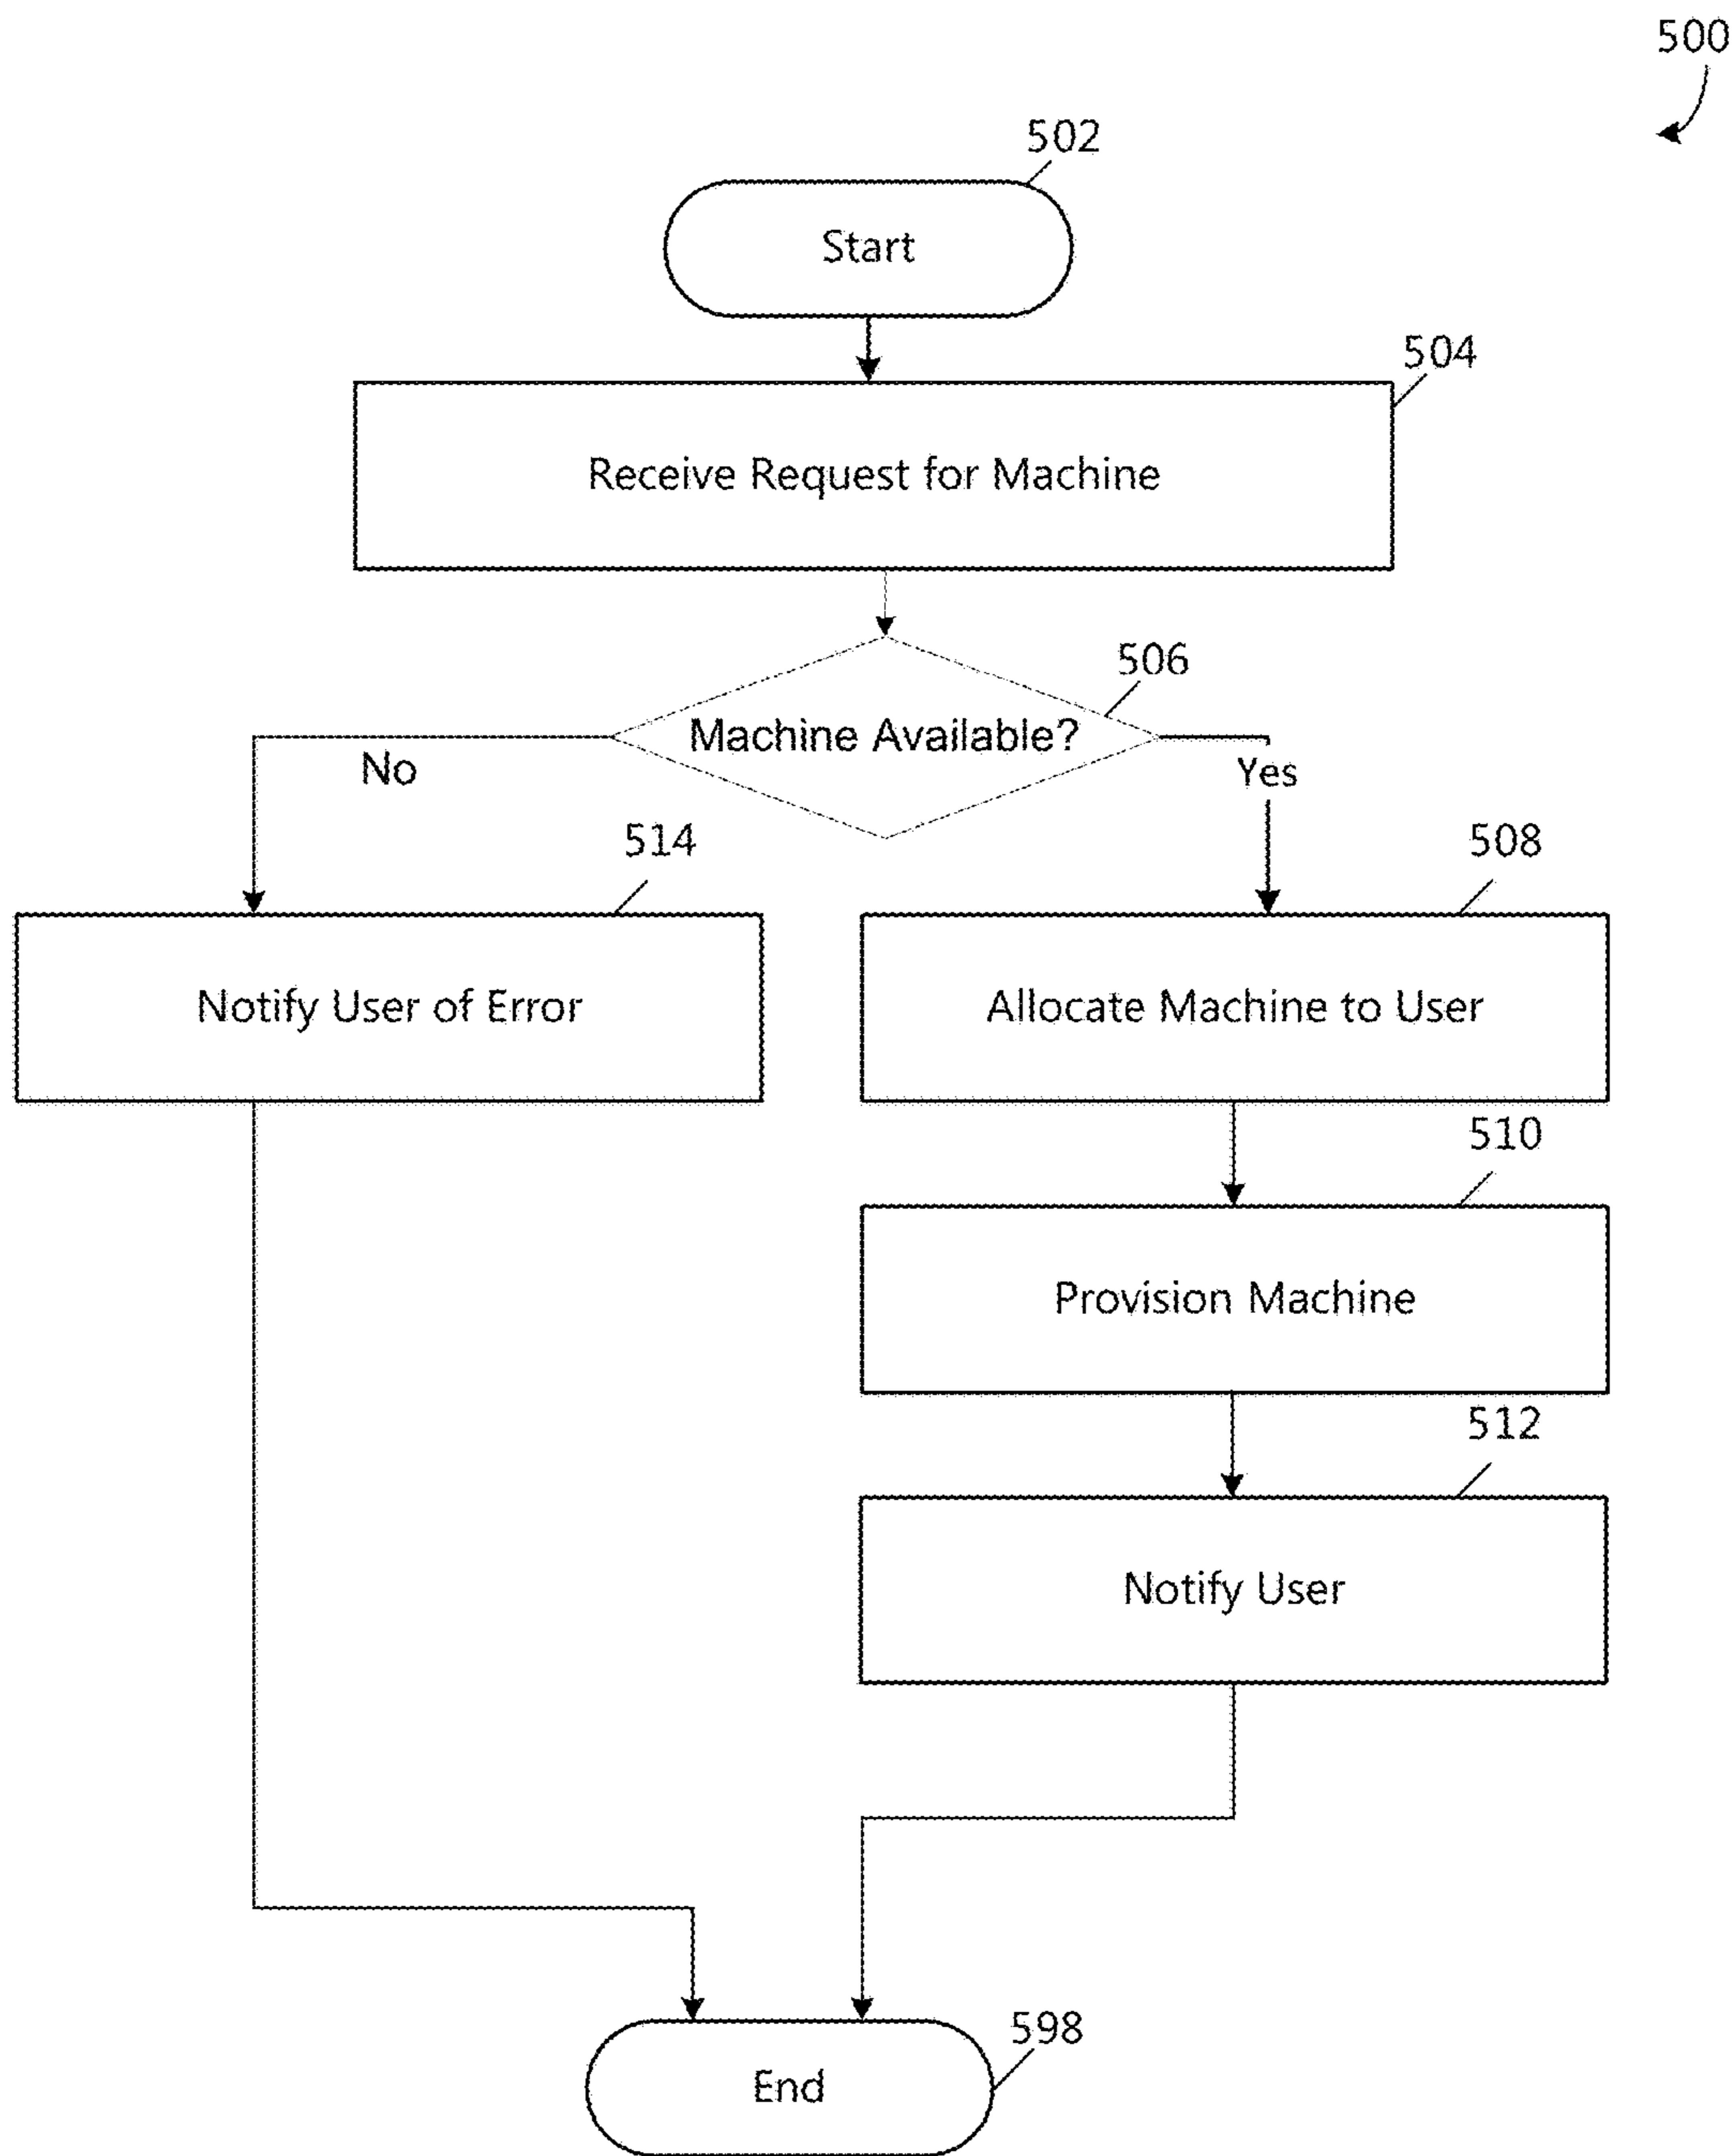 500
502
Start
504
Receive Request for Machine
506
Machine Available?
No
Yes
514
508
Notify User of Error
Allocate Machine to User
510
Provision Machine
512
Notify User
598
End